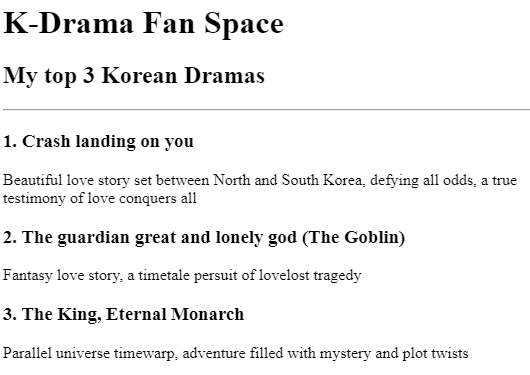 K-Drama Fan Space
My top 3 Korean Dramas
1. Crash landing on you
Beautiful love story set between North and South Korea, defying all odds, a true
testimony of love conquers all
2. The guardian great and lonely god (The Goblin)
Fantasy love story, a timetale persuit of lovelost tragedy
3. The King, Eternal Monarch
Parallel universe timewarp, adventure filled with mystery and plot twists